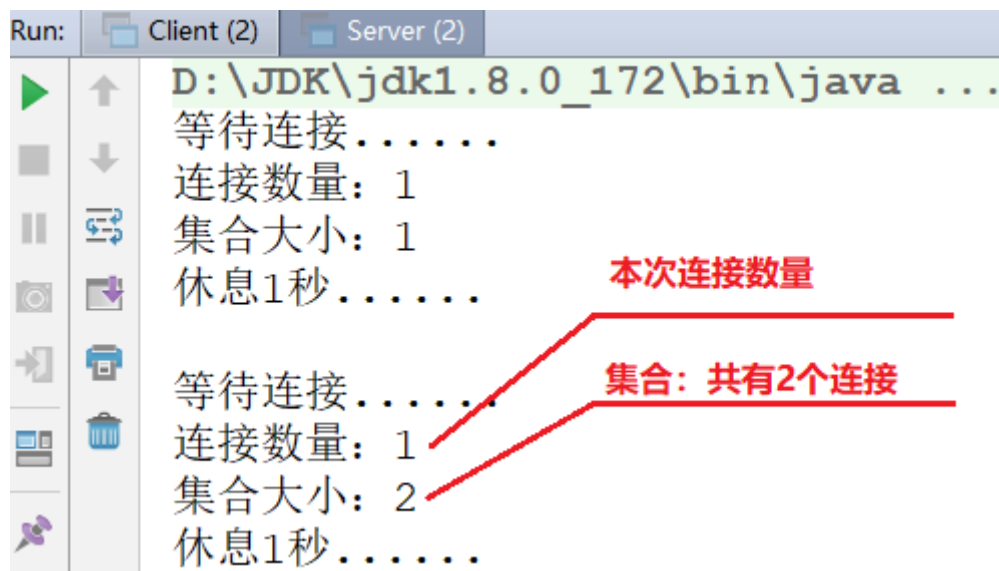 Run: Client (2) Server (2)
D:\JDK\jdk1.8.0_172\bin\java ...
等待连接......
连接数量：1
集合大小：1
休息1秒......
本次连接数量
集合：共有2个连接
等待连接......
连接数量：1
集合大小：2
休息1秒......